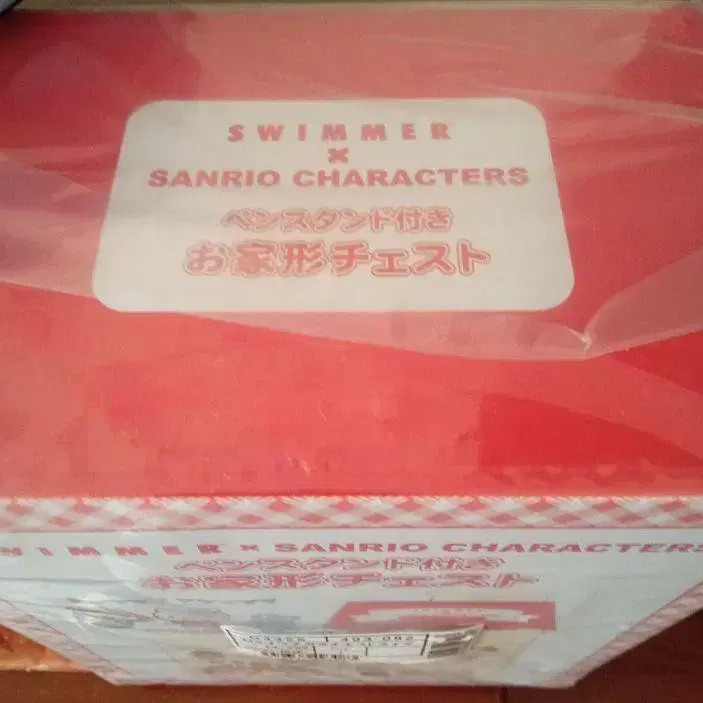 SWIMMER
×
SANRIO CHARACTERS
ペンスタンド付き
お家形チェスト
SWIMMER × SANRIO CHARACTERS
ペンスタンド付き
お家形チェスト